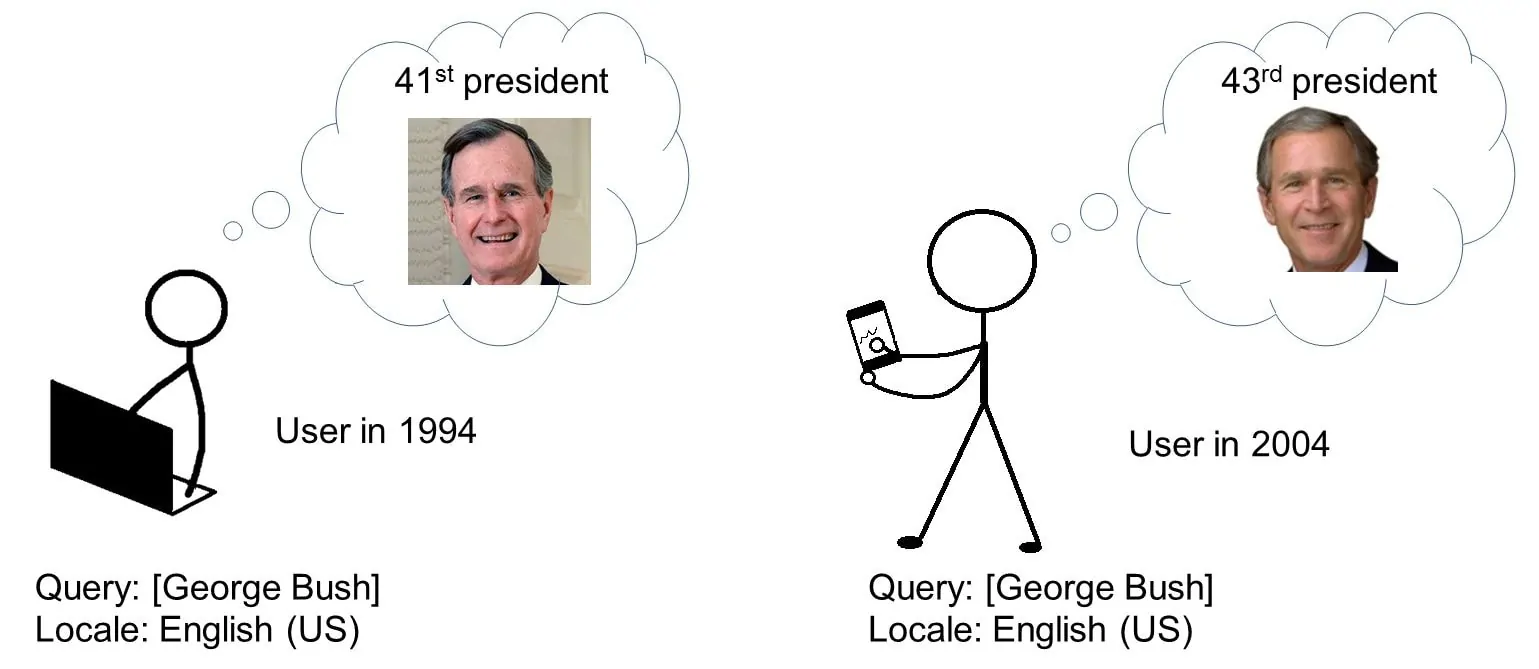 41st president
43rd president
User in 1994
User in 2004
Query: [George Bush]
Locale: English (US)
Query: [George Bush]
Locale: English (US)